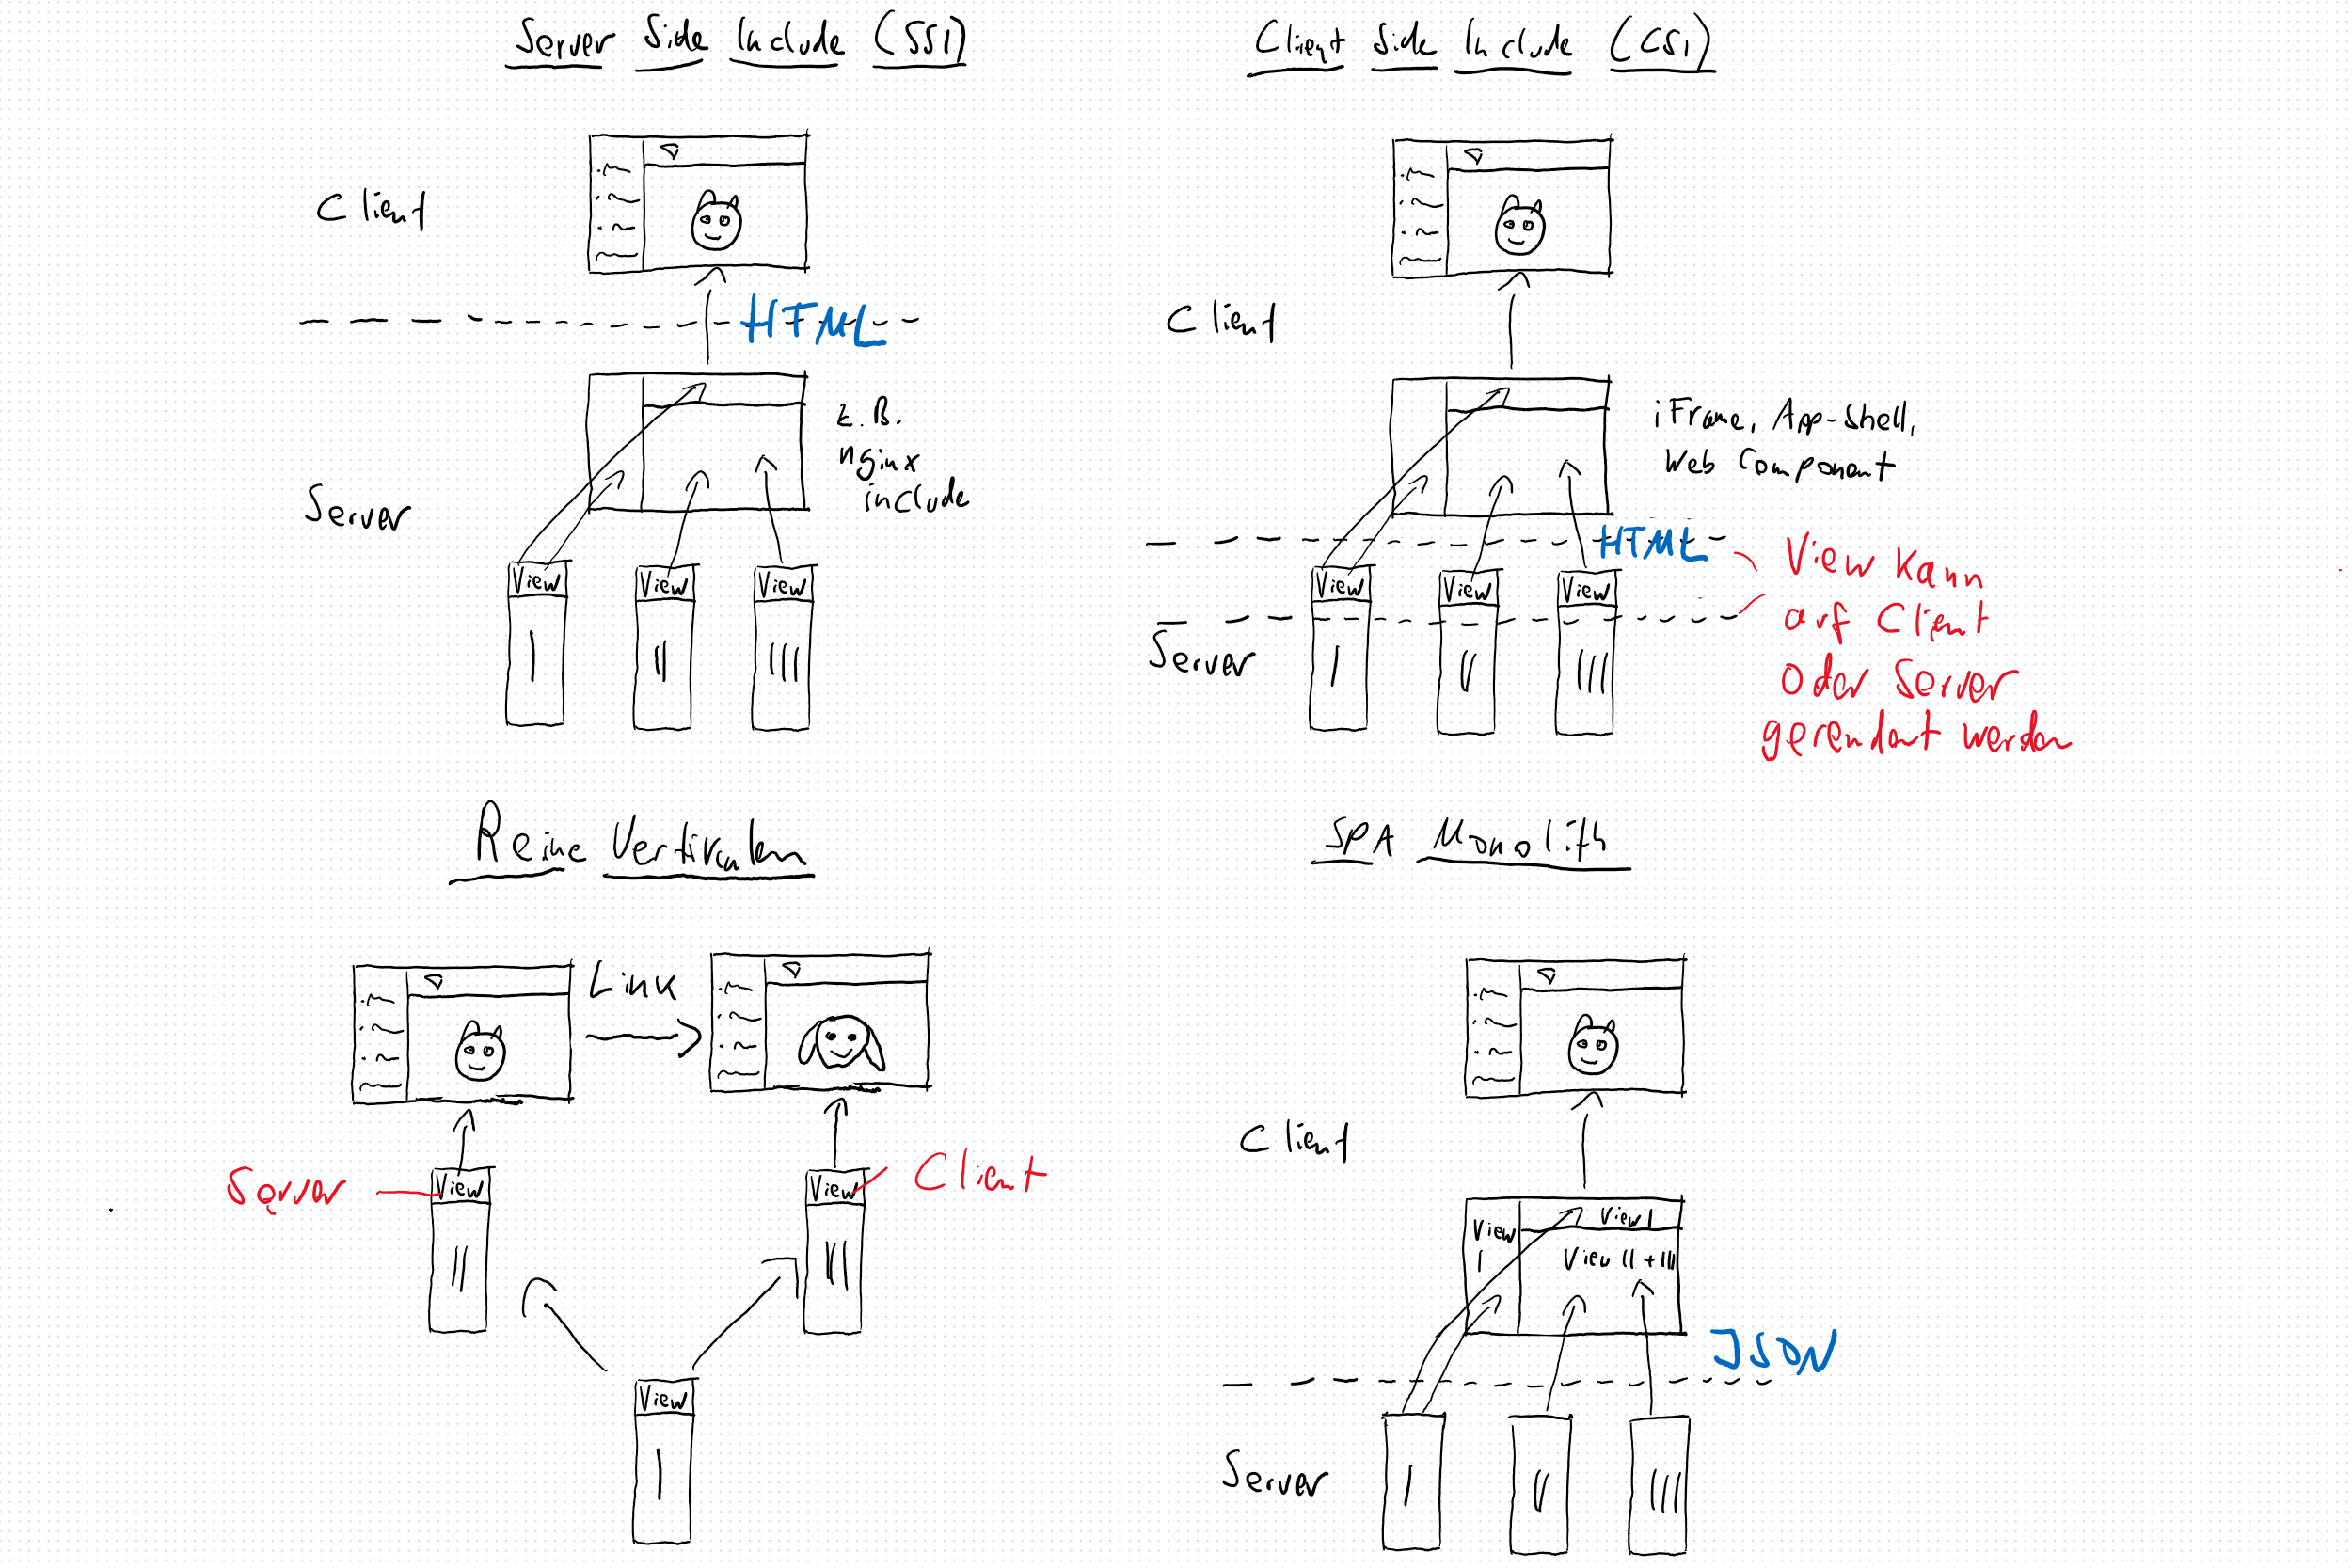 Server Side Include (SSI)
Client
HTML
z.B.
nginx
include
Server
View
View
View
I
II
III
Client Side Include (CSI)
Client
iFrame, App-Shell,
Web Component
HTML
View kann
auf Client
oder Server
gerendert werden
View
View
View
Server
I
II
III
Reine Vertikalen
Link
Server
View
View
Client
II
III
View
I
SPA Monolith
Client
View
I
View I
View II + III
JSON
Server
I
II
III